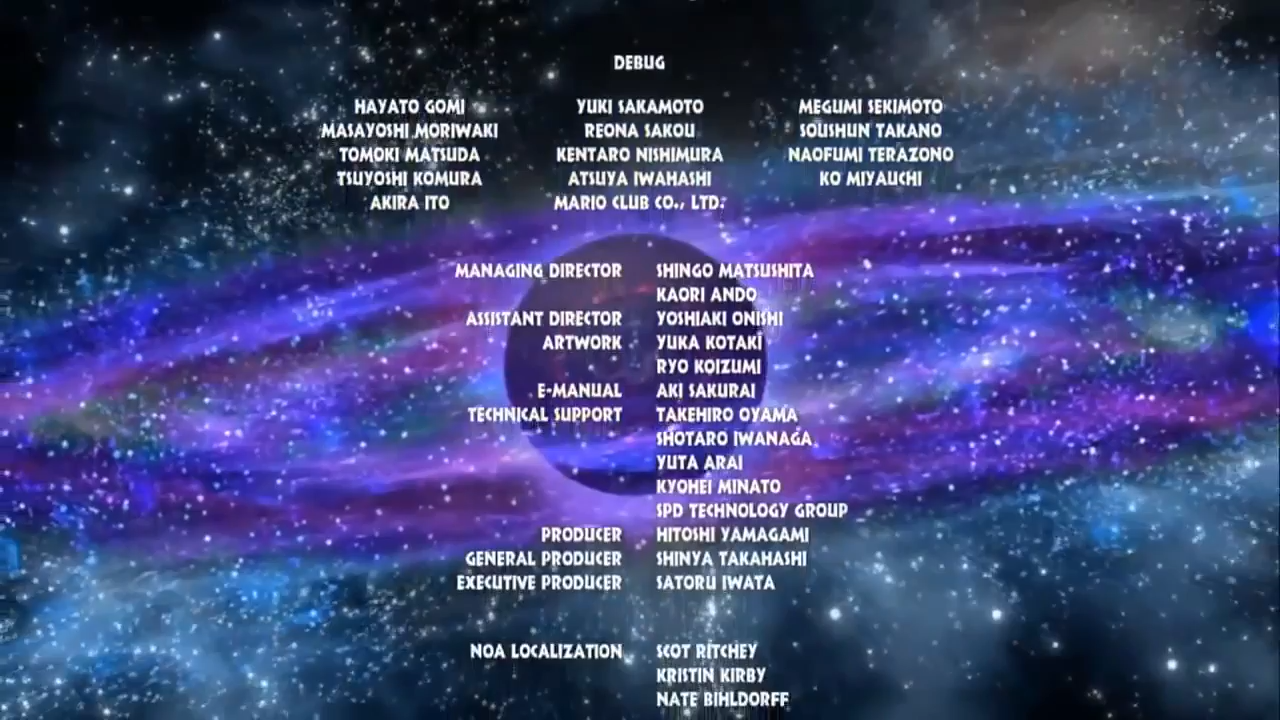 DEBUG
HAYATO GOMI YUKI SAKAMOTO MEGUMI SEKIMOTO
MASAYOSHI MORIWAKI REONA SAKOU SOUSHUN TAKANO
TOMOKI MATSUDA KENTARO NISHIMURA NAOFUMI TERAZONO
TSUYOSHI KOMURA ATSUYA IWAHASHI KO MIYAUCHI
AKIRA ITO MARIO CLUB CO., LTD.
MANAGING DIRECTOR SHINGO MATSUSHITA
KAORI ANDO
ASSISTANT DIRECTOR YOSHIAKI ONISHI
ARTWORK YUKA KOTAKI
RYO KOIZUMI
E-MANUAL AKI SAKURAI
TECHNICAL SUPPORT TAKEHIRO OYAMA
SHOTARO IWANAGA
YUTA ARAI
KYOHEI MINATO
SPD TECHNOLOGY GROUP
PRODUCER HITOSHI YAMAGAMI
GENERAL PRODUCER SHINYA TAKAHASHI
EXECUTIVE PRODUCER SATORU IWATA
NOA LOCALIZATION SCOT RITCHEY
KRISTIN KIRBY
NATE BIHLDORFF